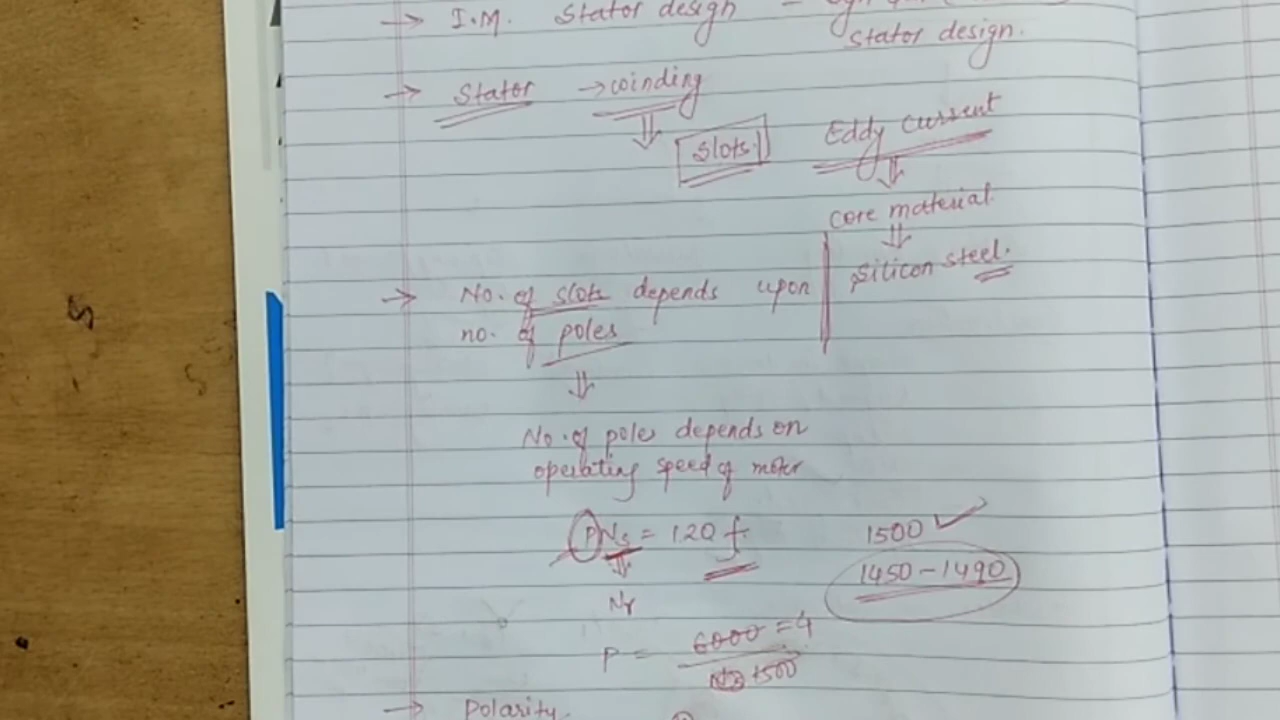 → I.M. Stator design -
Stator design.
→ Stator → winding
⇓
Slots. Eddy Current
⇓
Core material.
⇓
Silicon steel.
→ No. of slots depends upon
no. of poles
⇓
No. of poles depends on
operating speed of motor
PNs = 120 f. 1500 ✓
⇓ 1450-1490
Nr
P = 6000 = 4
1500
→ Polarity